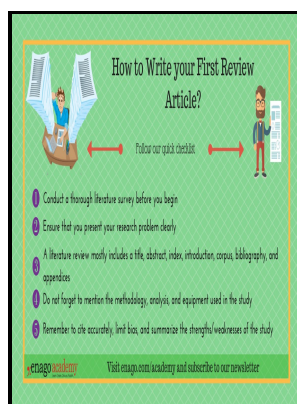 How to Write your First Review
Article?
Follow our quick checklist
1 Conduct a thorough literature survey before you begin
2 Ensure that you present your research problem clearly
3 A literature review mostly includes a title, abstract, index, introduction, corpus, bibliography, and
appendices
4 Do not forget to mention the methodology, analysis, and equipment used in the study
5 Remember to cite accurately, limit bias, and summarize the strengths/weaknesses of the study
enago academy
Visit enago.com/academy and subscribe to our newsletter